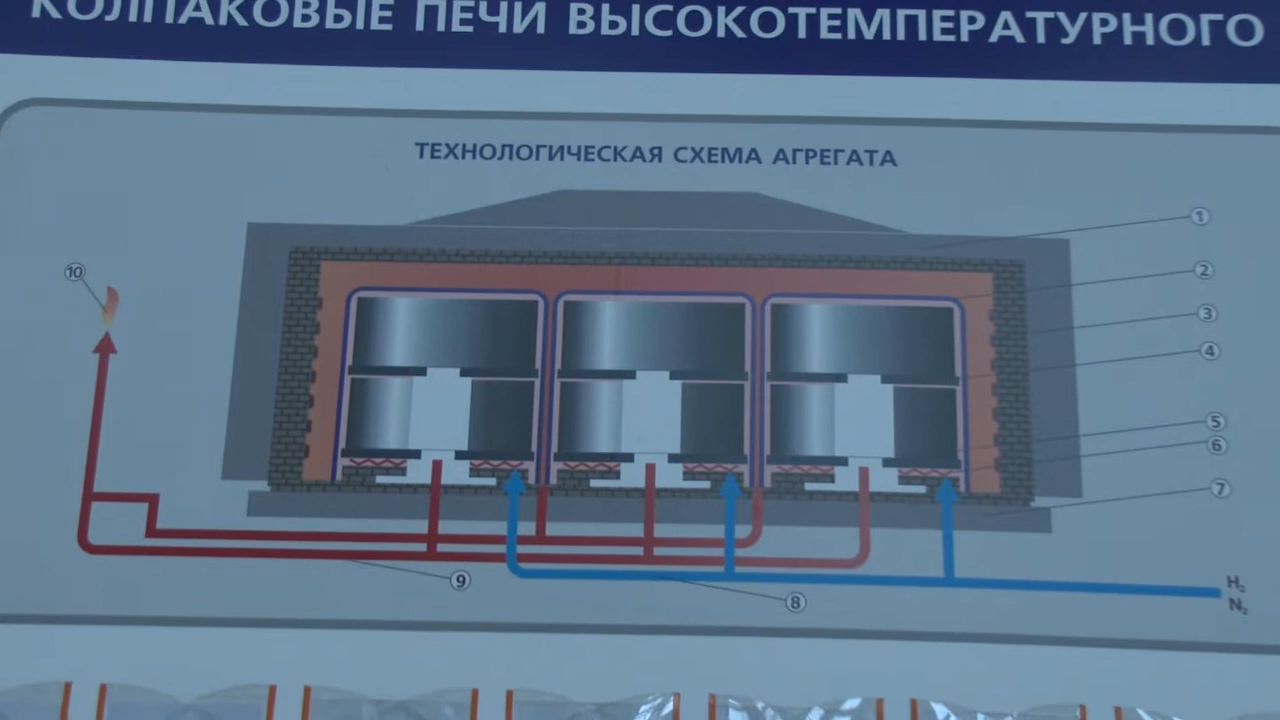 КОЛПАКОВЫЕ ПЕЧИ ВЫСОКОТЕМПЕРАТУРНОГО
ТЕХНОЛОГИЧЕСКАЯ СХЕМА АГРЕГАТА
1
10
2
3
4
5
6
7
9
8
H₂
N₂